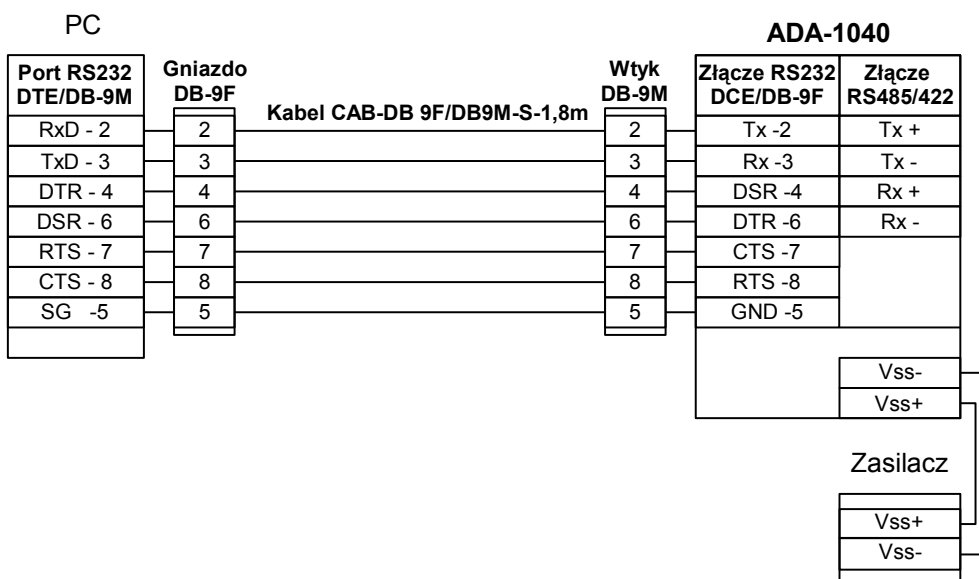 PC
ADA-1040
Port RS232 DTE/DB-9M
Gniazdo DB-9F
Kabel CAB-DB 9F/DB9M-S-1,8m
Wtyk DB-9M
Złącze RS232 DCE/DB-9F
Złącze RS485/422
RxD - 2 2 2 Tx -2 Tx +
TxD - 3 3 3 Rx -3 Tx -
DTR - 4 4 4 DSR -4 Rx +
DSR - 6 6 6 DTR -6 Rx -
RTS - 7 7 7 CTS -7
CTS - 8 8 8 RTS -8
SG -5 5 5 GND -5
Vss-
Vss+
Zasilacz
Vss+
Vss-